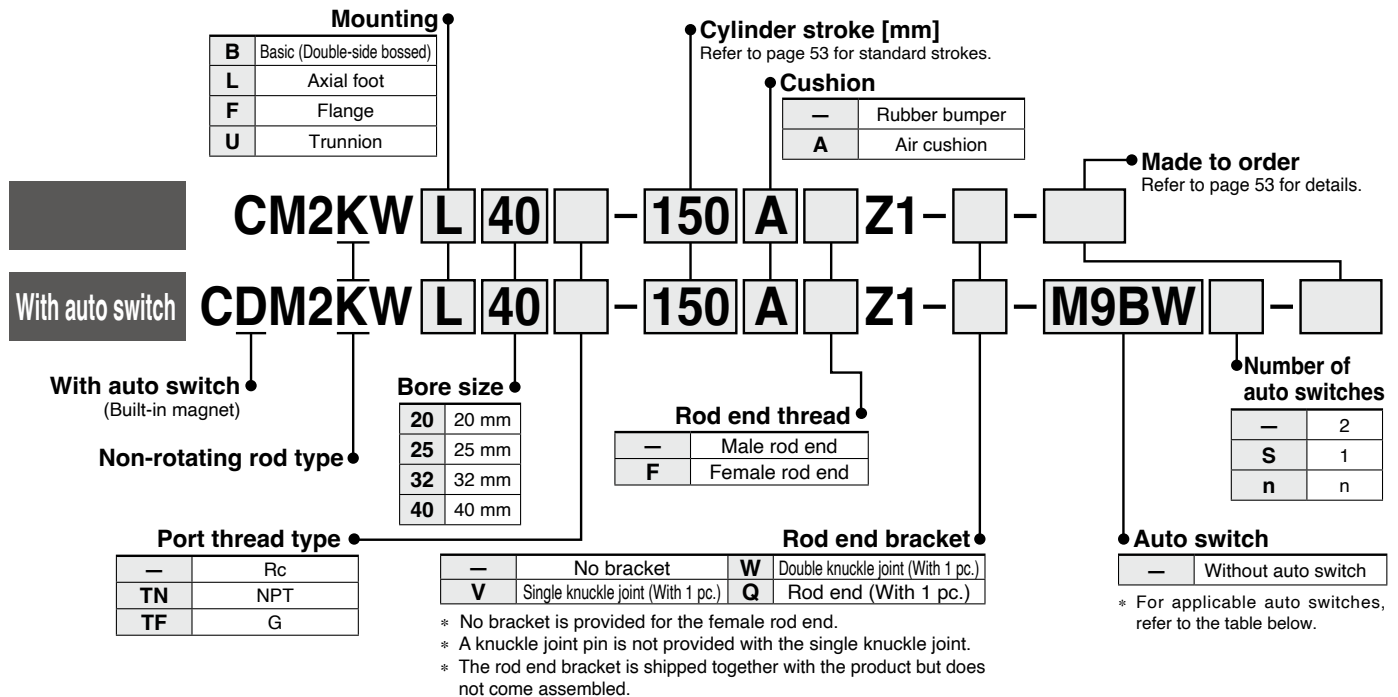 Mounting
B Basic (Double-side bossed)
L Axial foot
F Flange
U Trunnion
Cylinder stroke [mm]
Refer to page 53 for standard strokes.
Cushion
— Rubber bumper
A Air cushion
Made to order
Refer to page 53 for details.
CM2KW L 40 – 150 A Z1– –
With auto switch CDM2KW L 40 – 150 A Z1– – M9BW –
With auto switch
(Built-in magnet)
Non-rotating rod type
Bore size
20 20 mm
25 25 mm
32 32 mm
40 40 mm
Rod end thread
— Male rod end
F Female rod end
Number of
auto switches
— 2
S 1
n n
Port thread type
— Rc
TN NPT
TF G
Rod end bracket
— No bracket W Double knuckle joint (With 1 pc.)
V Single knuckle joint (With 1 pc.) Q Rod end (With 1 pc.)
* No bracket is provided for the female rod end.
* A knuckle joint pin is not provided with the single knuckle joint.
* The rod end bracket is shipped together with the product but does
not come assembled.
Auto switch
— Without auto switch
* For applicable auto switches,
refer to the table below.